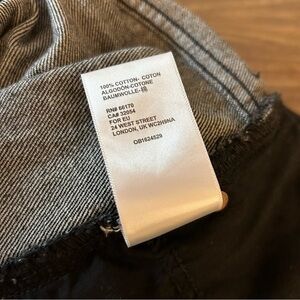 100% COTTON- COTON
ALGODÓN-COTONE
BAUMWOLLE-棉
RN# 66170
CA# 32054
FOR EU
24 WEST STREET
LONDON, UK WC2H9NA
OB1624529